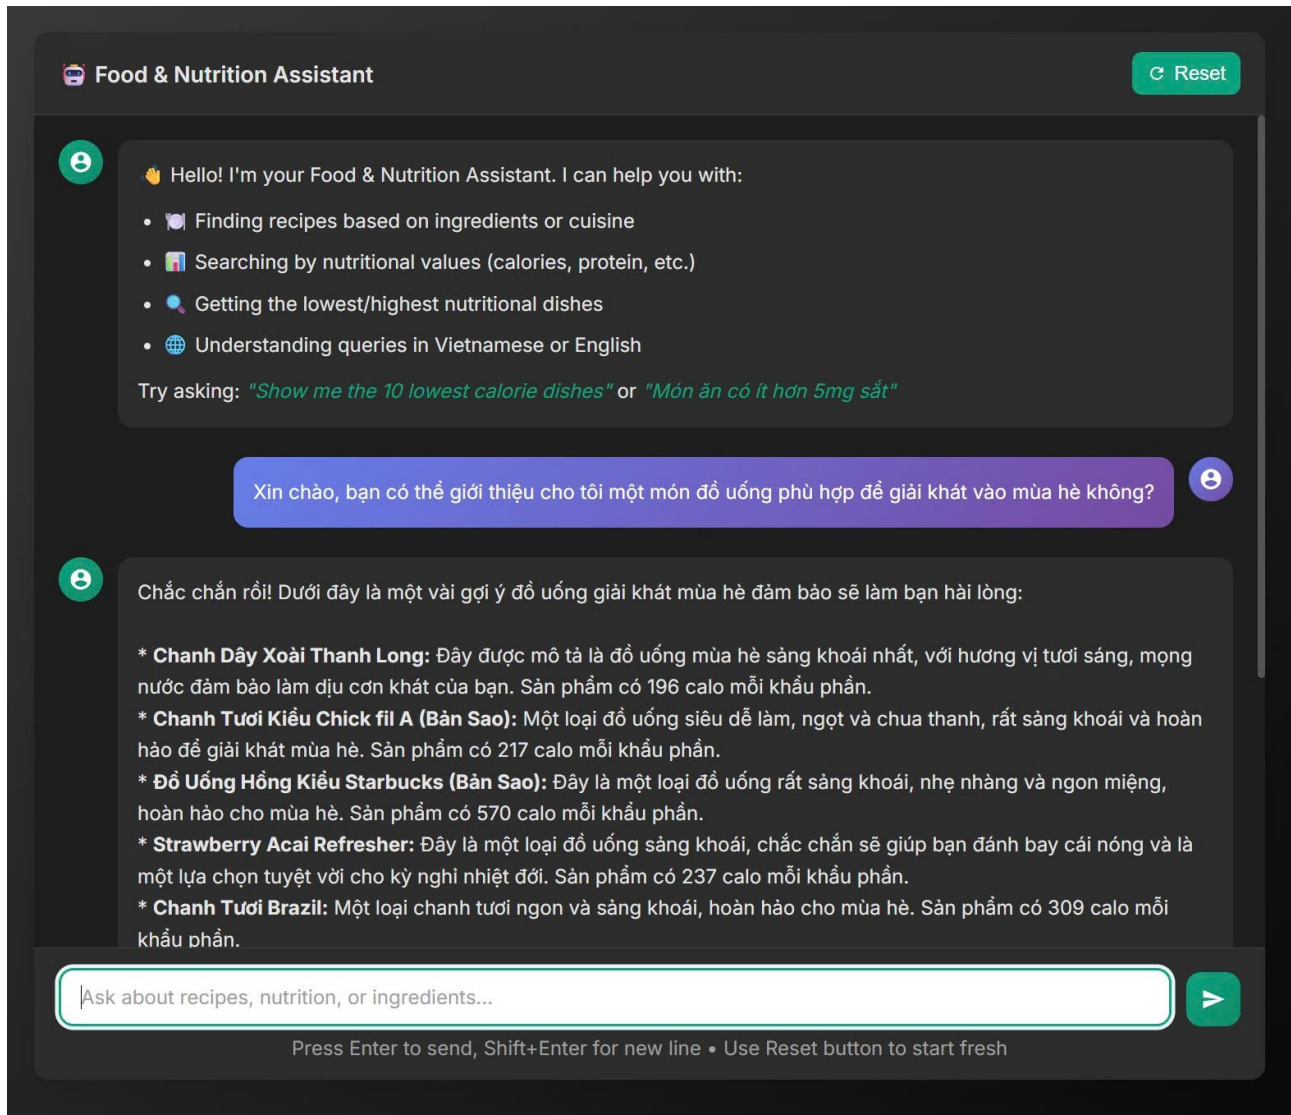 Food & Nutrition Assistant
Reset
👋 Hello! I'm your Food & Nutrition Assistant. I can help you with:
• 🍽️ Finding recipes based on ingredients or cuisine
• 📊 Searching by nutritional values (calories, protein, etc.)
• 🔍 Getting the lowest/highest nutritional dishes
• 🌐 Understanding queries in Vietnamese or English
Try asking: "Show me the 10 lowest calorie dishes" or "Món ăn có ít hơn 5mg sắt"
Xin chào, bạn có thể giới thiệu cho tôi một món đồ uống phù hợp để giải khát vào mùa hè không?
Chắc chắn rồi! Dưới đây là một vài gợi ý đồ uống giải khát mùa hè đảm bảo sẽ làm bạn hài lòng:
* Chanh Dây Xoài Thanh Long: Đây được mô tả là đồ uống mùa hè sảng khoái nhất, với hương vị tươi sáng, mọng
nước đảm bảo làm dịu cơn khát của bạn. Sản phẩm có 196 calo mỗi khẩu phần.
* Chanh Tươi Kiểu Chick fil A (Bản Sao): Một loại đồ uống siêu dễ làm, ngọt và chua thanh, rất sảng khoái và hoàn
hảo để giải khát mùa hè. Sản phẩm có 217 calo mỗi khẩu phần.
* Đồ Uống Hồng Kiểu Starbucks (Bản Sao): Đây là một loại đồ uống rất sảng khoái, nhẹ nhàng và ngon miệng,
hoàn hảo cho mùa hè. Sản phẩm có 570 calo mỗi khẩu phần.
* Strawberry Acai Refresher: Đây là một loại đồ uống sảng khoái, chắc chắn sẽ giúp bạn đánh bay cái nóng và là
một lựa chọn tuyệt vời cho kỳ nghỉ nhiệt đới. Sản phẩm có 237 calo mỗi khẩu phần.
* Chanh Tươi Brazil: Một loại chanh tươi ngon và sảng khoái, hoàn hảo cho mùa hè. Sản phẩm có 309 calo mỗi
khẩu phần.
Ask about recipes, nutrition, or ingredients...
Press Enter to send, Shift+Enter for new line • Use Reset button to start fresh